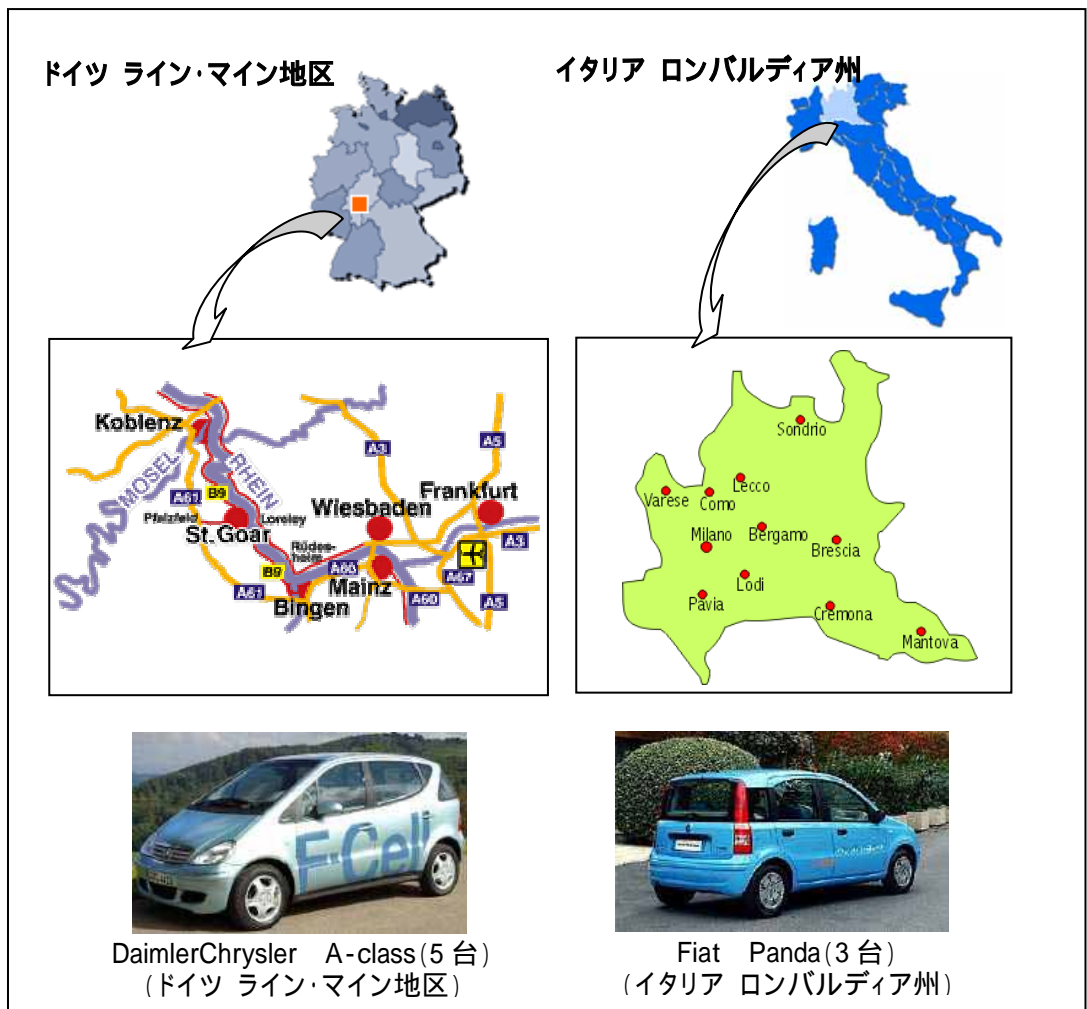 ドイツ ライン・マイン地区
イタリア ロンバルディア州
Koblenz
MOSEL
RHEIN
A61
B9
Pfalzfeld
St.Goar
Loreley
A3
A5
Wiesbaden
Frankfurt
Rüdes-
heim
B9
A60
A3
A61
Mainz
A67
Bingen
A60
A5
Sondrio
Lecco
Varese
Como
Milano
Bergamo
Brescia
Lodi
Pavia
Cremona
Mantova
F-Cell
DaimlerChrysler A-class(5 台)
(ドイツ ライン・マイン地区)
Fiat Panda(3 台)
(イタリア ロンバルディア州)